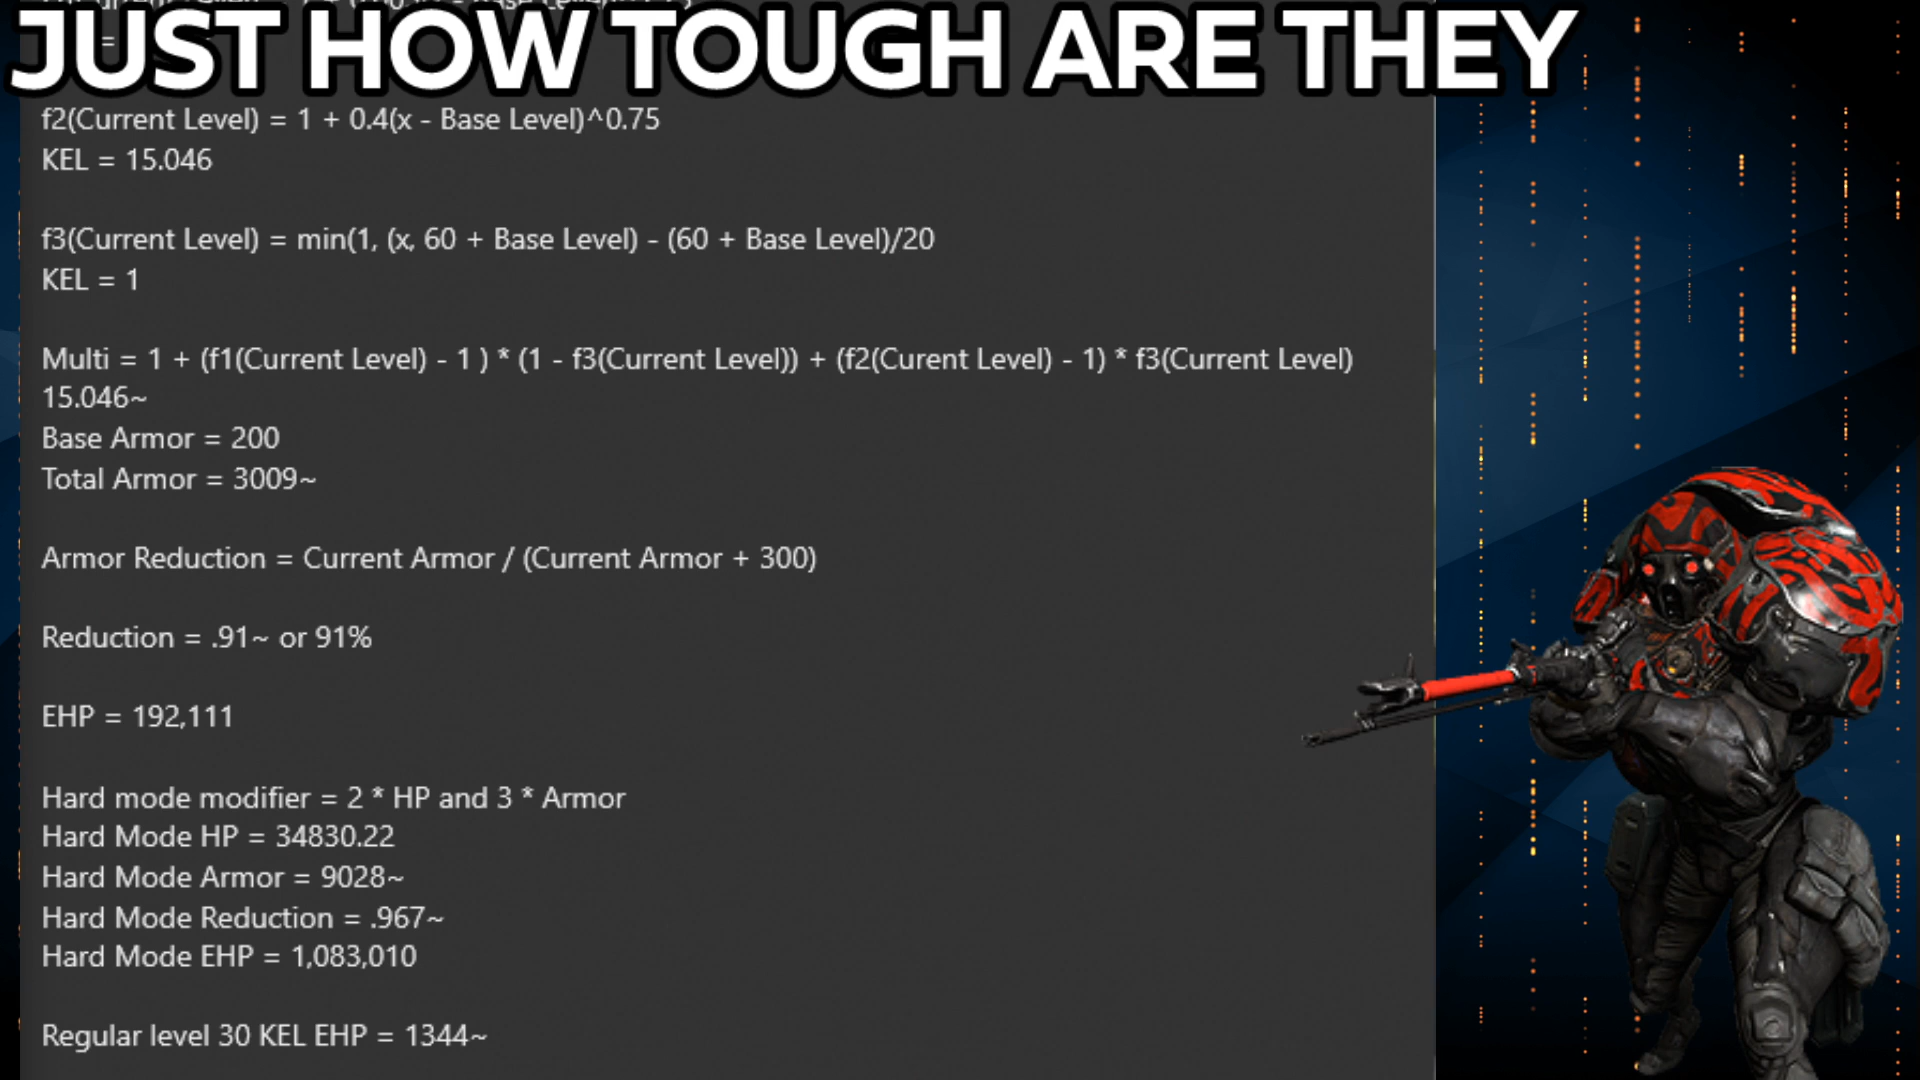 JUST HOW TOUGH ARE THEY
f2(Current Level) = 1 + 0.4(x - Base Level)^0.75
KEL = 15.046
f3(Current Level) = min(1, (x, 60 + Base Level) - (60 + Base Level)/20
KEL = 1
Multi = 1 + (f1(Current Level) - 1 ) * (1 - f3(Current Level)) + (f2(Curent Level) - 1) * f3(Current Level)
15.046~
Base Armor = 200
Total Armor = 3009~
Armor Reduction = Current Armor / (Current Armor + 300)
Reduction = .91~ or 91%
EHP = 192,111
Hard mode modifier = 2 * HP and 3 * Armor
Hard Mode HP = 34830.22
Hard Mode Armor = 9028~
Hard Mode Reduction = .967~
Hard Mode EHP = 1,083,010
Regular level 30 KEL EHP = 1344~